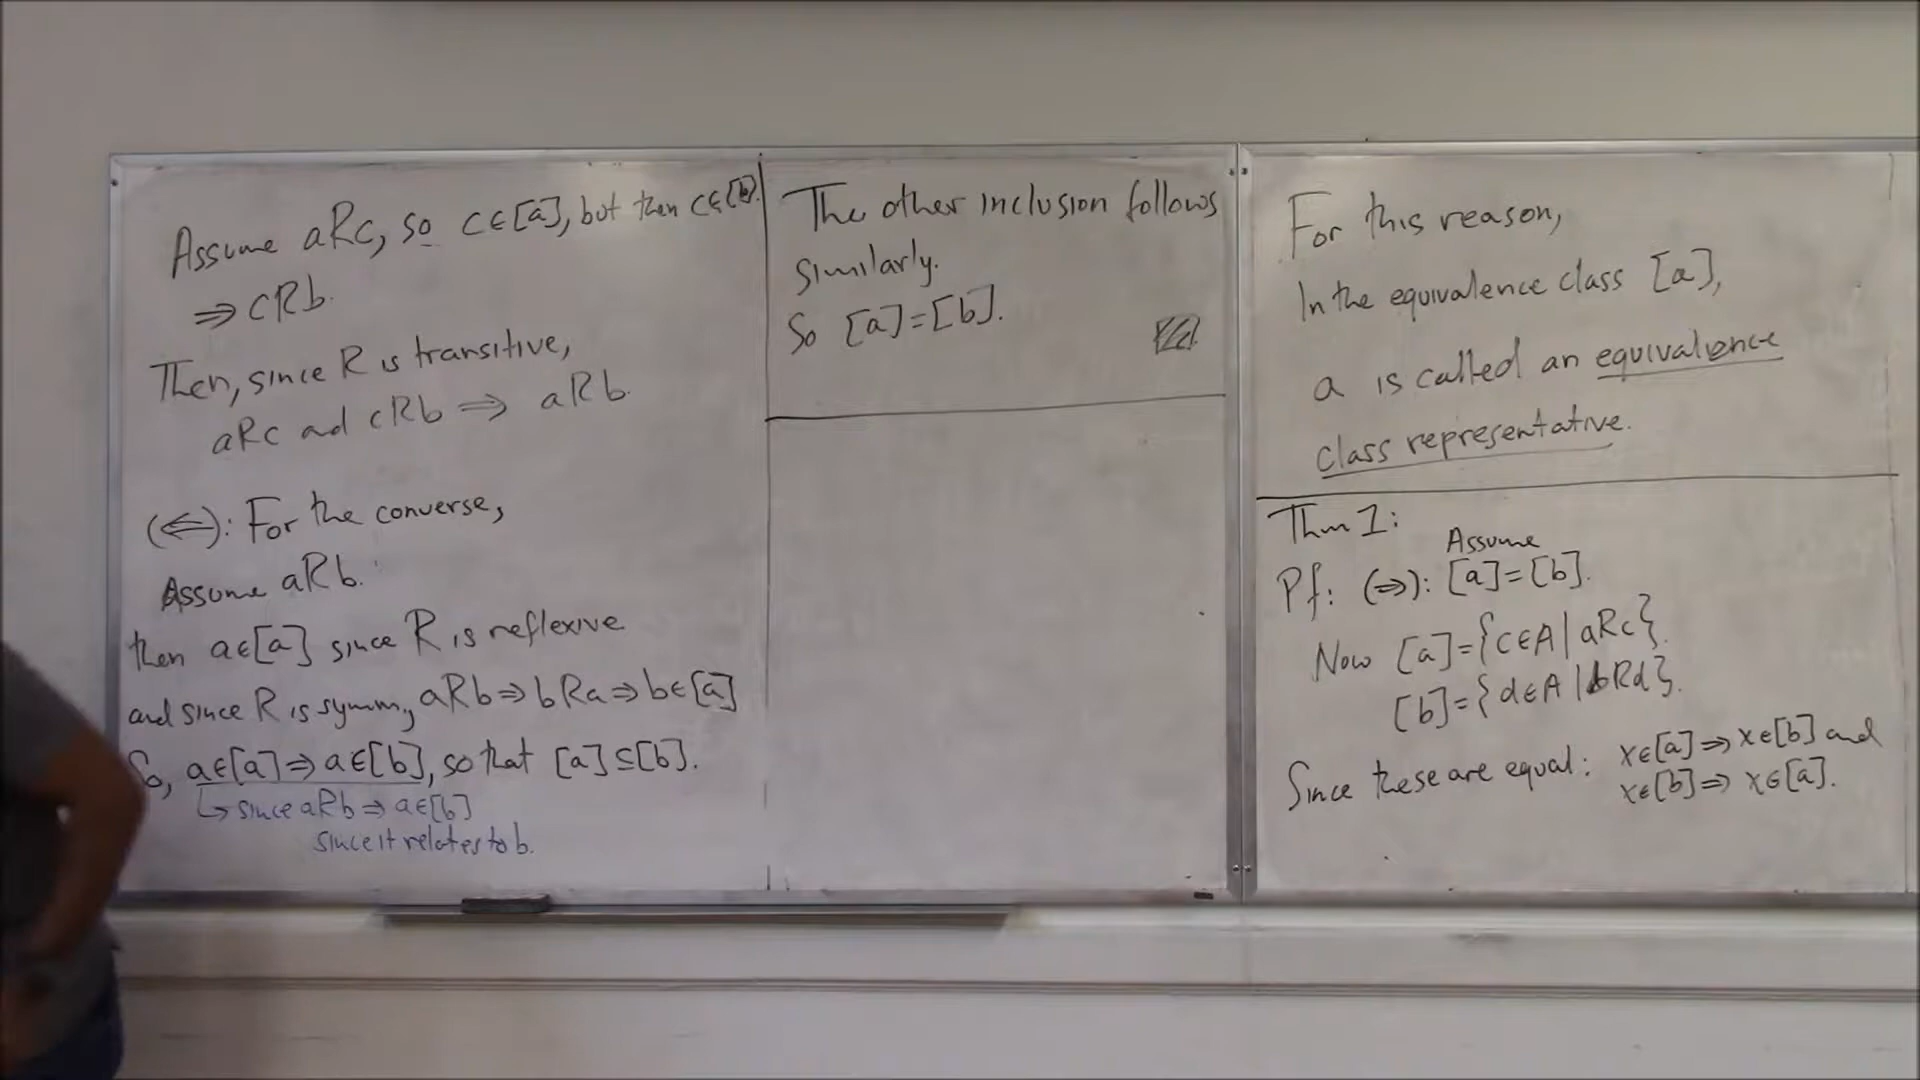 Assume aRc, so c∈[a], but then c∈[b].
⇒ cRb.
Then, since R is transitive,
aRc and cRb ⇒ aRb.
(⇐): For the converse,
Assume aRb.
then a∈[a] since R is reflexive
and since R is symm, aRb ⇒ bRa ⇒ b∈[a]
So, a∈[a] ⇒ a∈[b], so that [a]⊆[b].
↳ since aRb ⇒ a∈[b]
since it relates to b.
The other inclusion follows
similarly.
So [a]=[b].
For this reason,
In the equivalence class [a],
a is called an equivalence
class representative.
Thm 1:
Assume
Pf: (⇒): [a]=[b].
Now [a]={c∈A | aRc}.
[b]={d∈A | bRd}.
Since these are equal: x∈[a] ⇒ x∈[b] and
x∈[b] ⇒ x∈[a].